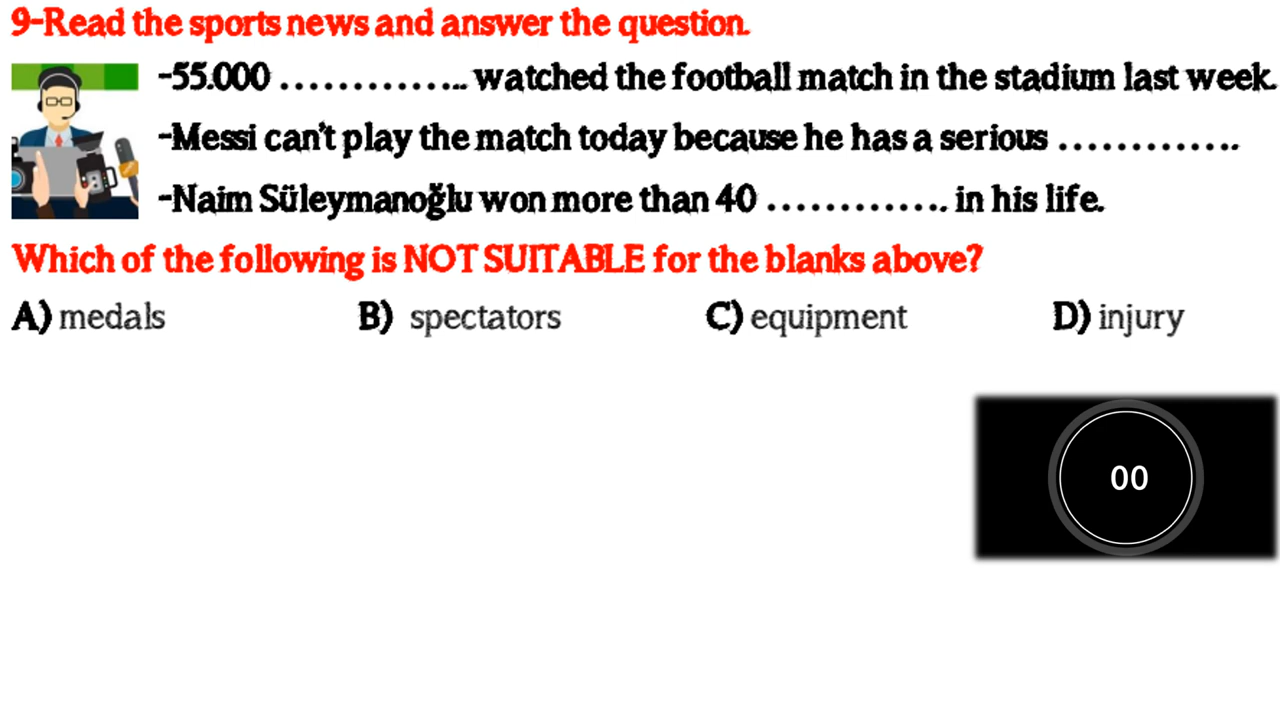 9-Read the sports news and answer the question.
-55.000 ………….. watched the football match in the stadium last week.
-Messi can't play the match today because he has a serious ………….
-Naim Süleymanoğlu won more than 40 …………. in his life.
Which of the following is NOT SUITABLE for the blanks above?
A) medals B) spectators C) equipment D) injury
00